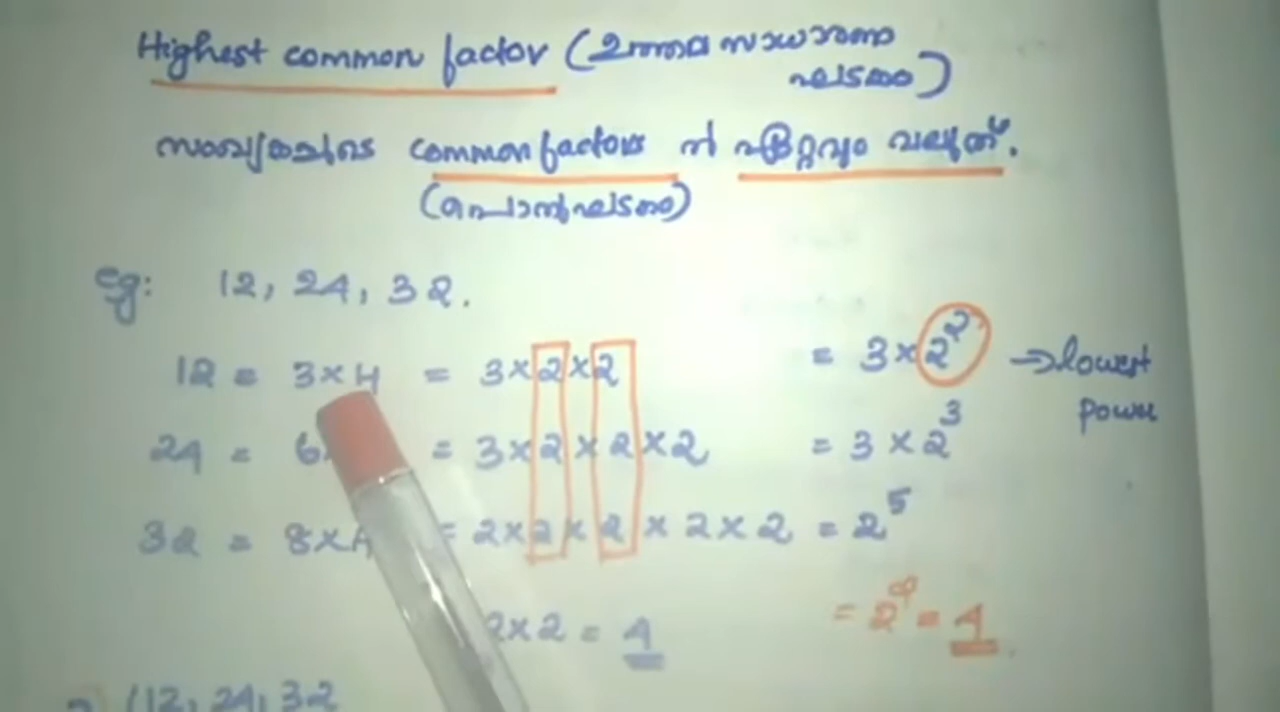 Highest common factor (ഉത്തമ സാധാരണ
ഘടകം)
സംഖ്യകളുടെ common factors ൽ ഏറ്റവും വലുത്.
(പൊതുഘടകം)
eg: 12, 24, 32.
12 = 3×4 = 3×2×2 = 3×2² → lowest
power
24 = 6 = 3×2×2×2 = 3×2³
32 = 8×4 = 2×2×2×2×2 = 2⁵
2×2 = 4 = 2² = 4
(12, 24, 32